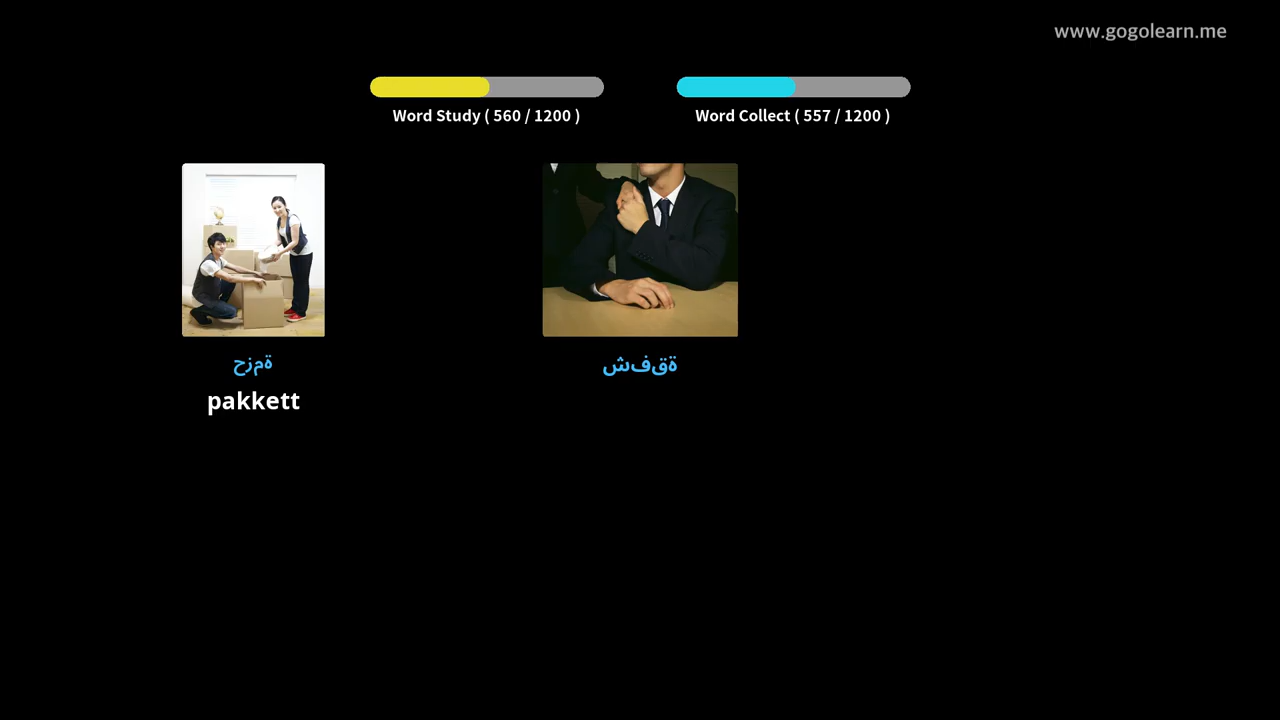 www.gogolearn.me
Word Study ( 560 / 1200 )
Word Collect ( 557 / 1200 )
ةمزح
pakkett
ةقفش